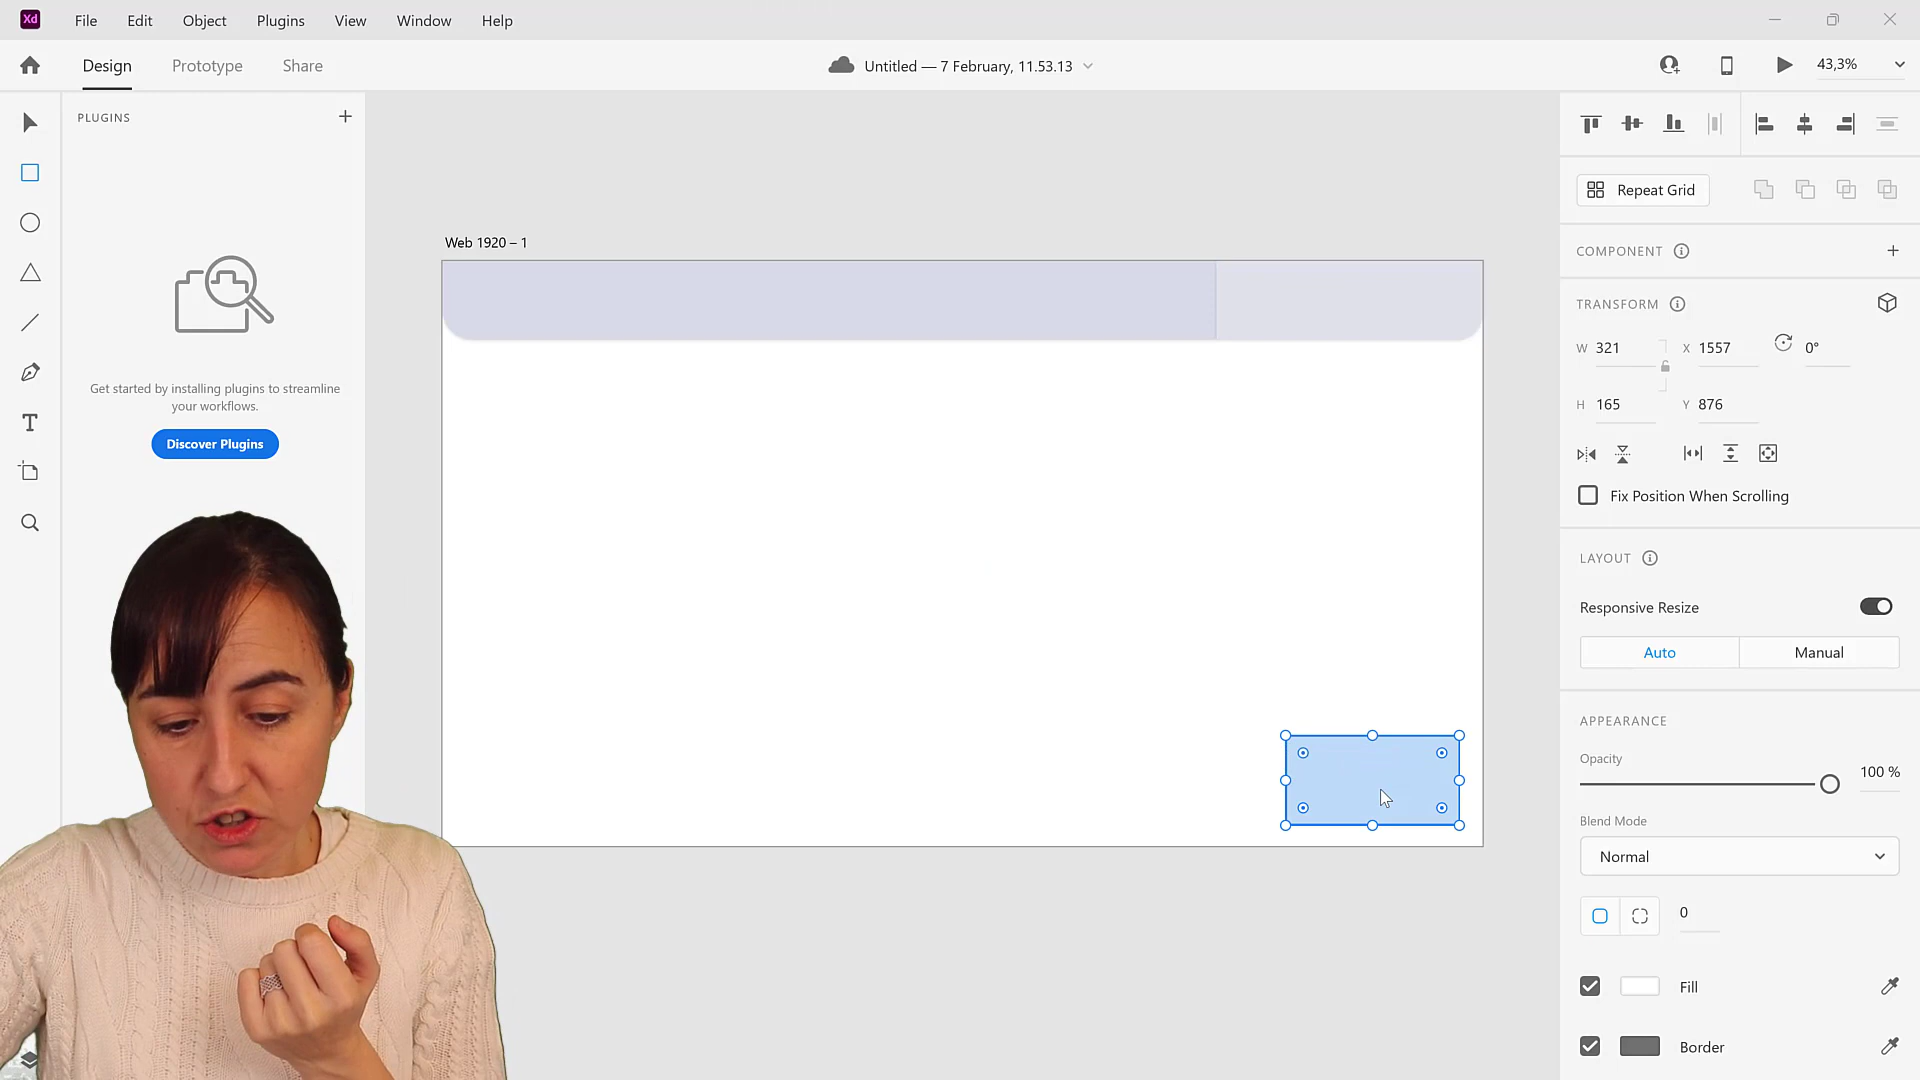 Xd File Edit Object Plugins View Window Help
Design Prototype Share Untitled — 7 February, 11.53.13 43,3%
PLUGINS
Get started by installing plugins to streamline
your workflows.
Discover Plugins
T
Web 1920 – 1
Repeat Grid
COMPONENT
TRANSFORM
W 321 X 1557 0°
H 165 Y 876
Fix Position When Scrolling
LAYOUT
Responsive Resize
Auto Manual
APPEARANCE
Opacity
100 %
Blend Mode
Normal
0
Fill
Border